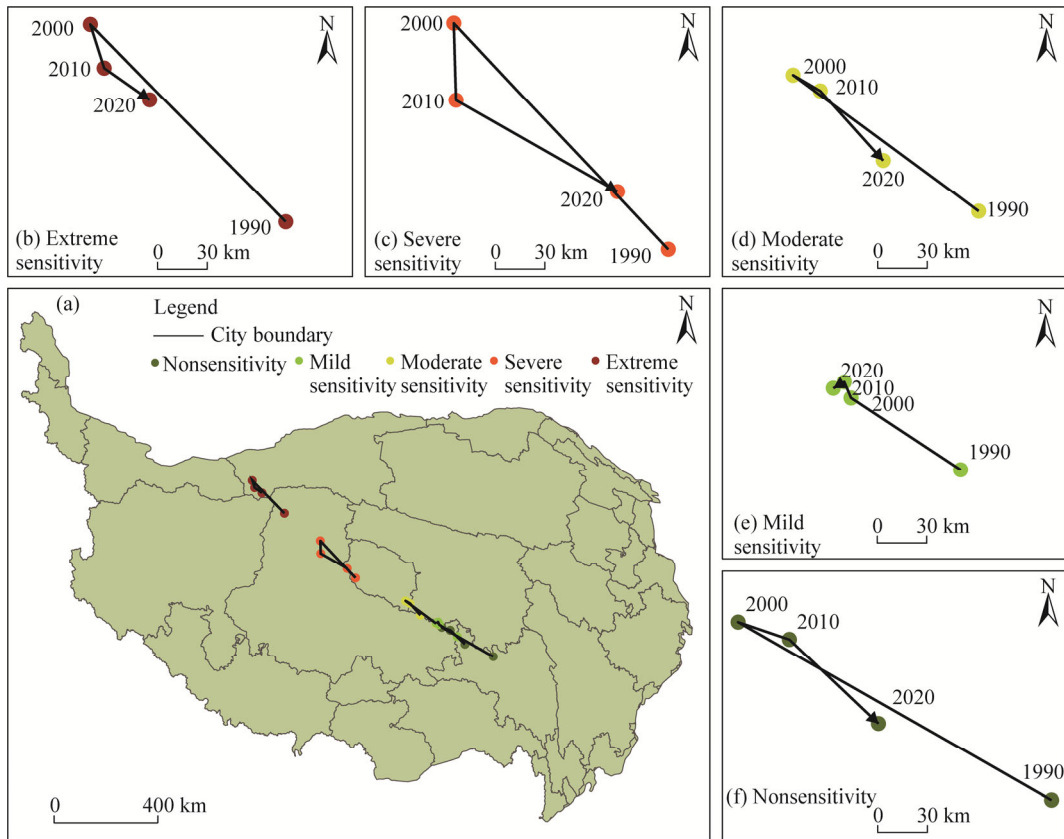 2000
2010
2020
1990
N
(b) Extreme
sensitivity
0 30 km
2000
2010
2020
1990
N
(c) Severe
sensitivity
0 30 km
N
2000
2010
2020
1990
(d) Moderate
sensitivity
0 30 km
(a)
N
Legend
City boundary
Nonsensitivity
Mild
sensitivity
Moderate
sensitivity
Severe
sensitivity
Extreme
sensitivity
0 400 km
N
2020
2010
2000
1990
(e) Mild
sensitivity
0 30 km
N
2000
2010
2020
1990
(f) Nonsensitivity
0 30 km